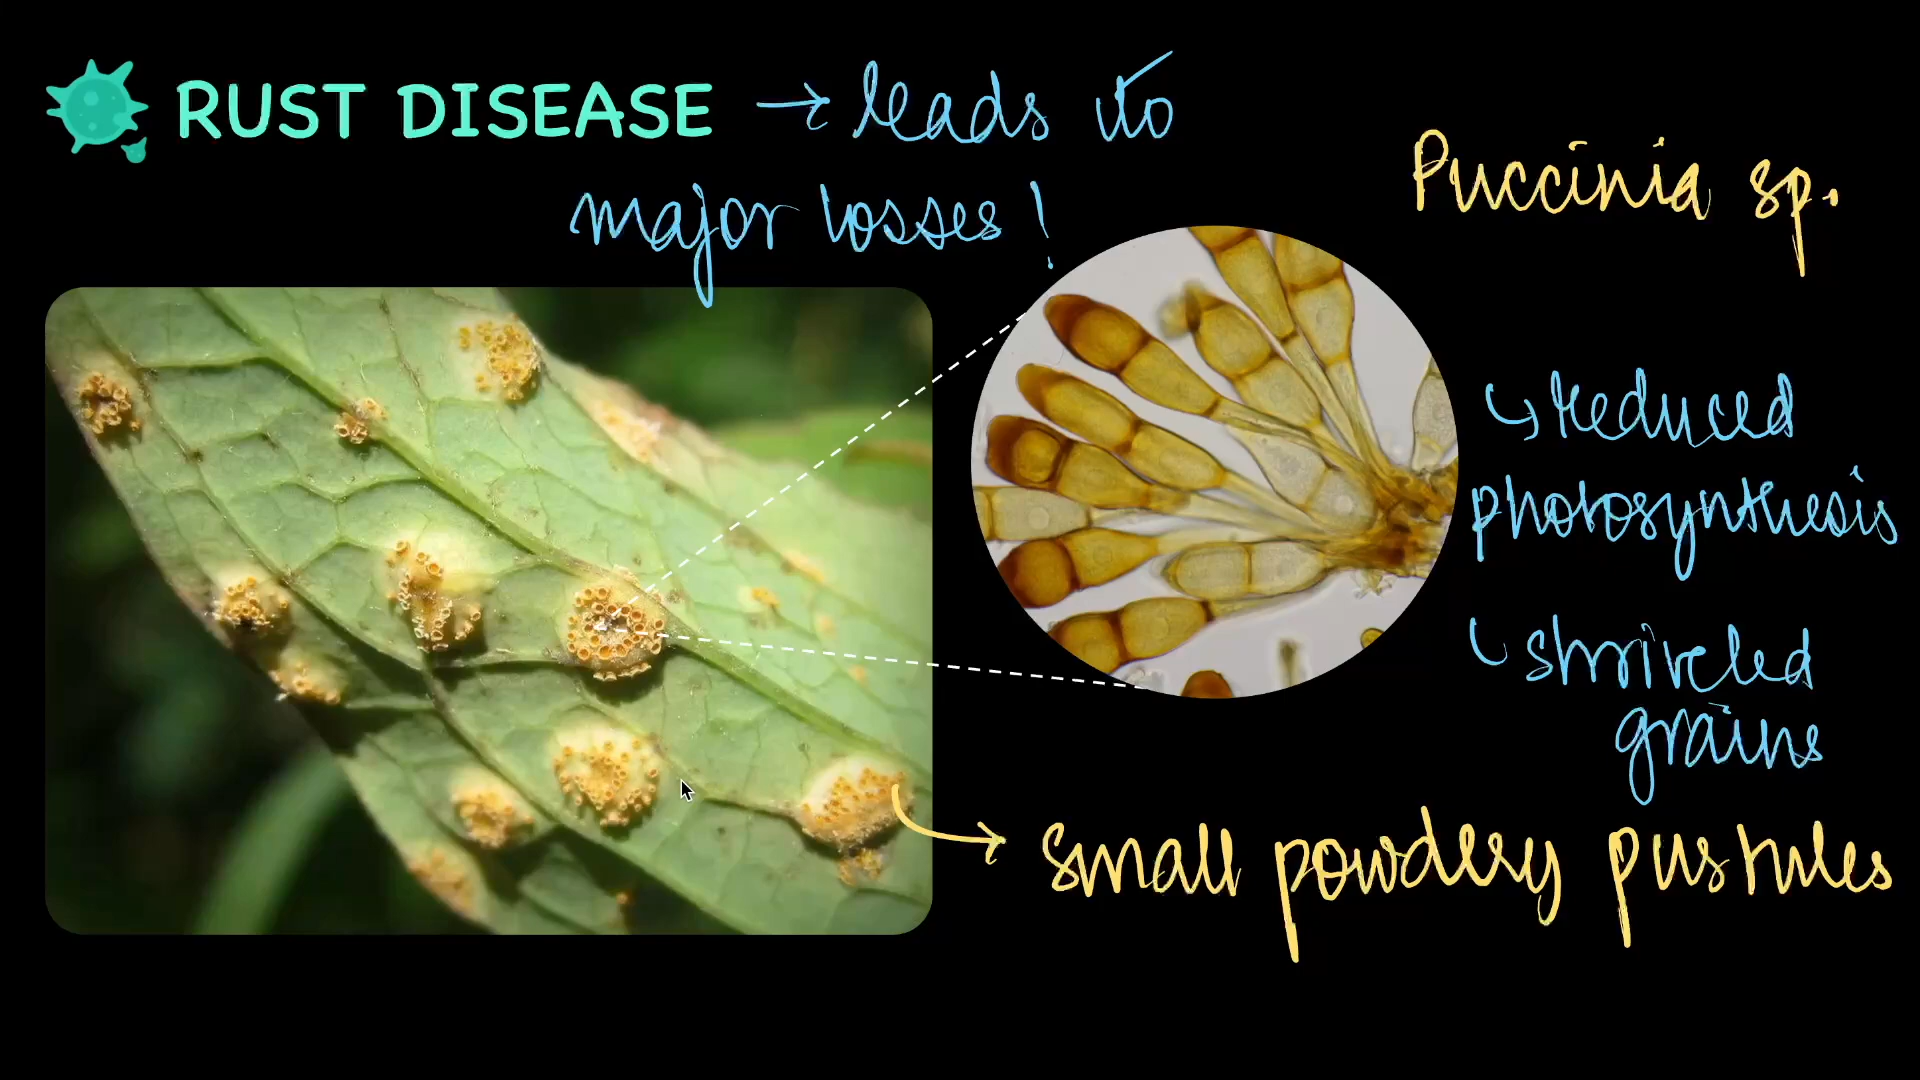 RUST DISEASE → leads to
major losses!
Puccinia sp.
↳ reduced
photosynthesis
↳ shriveled
grains
→ small powdery pustules